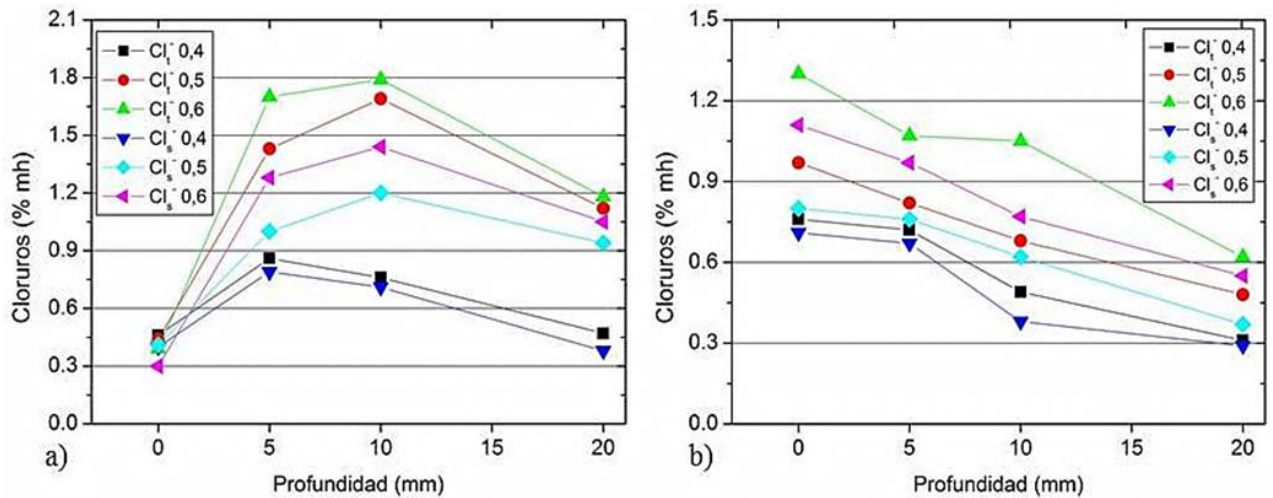 2.1
1.8
1.5
1.2
0.9
0.6
0.3
0.0
Cloruros (% mh)
Cl t - 0,4
Cl t - 0,5
Cl t - 0,6
Cl s - 0,4
Cl s - 0,5
Cl s - 0,6
0 5 10 15 20
Profundidad (mm)
a)
1.5
1.2
0.9
0.6
0.3
0.0
Cloruros (% mh)
Cl t - 0,4
Cl t - 0,5
Cl t - 0,6
Cl s - 0,4
Cl s - 0,5
Cl s - 0,6
0 5 10 15 20
Profundidad (mm)
b)